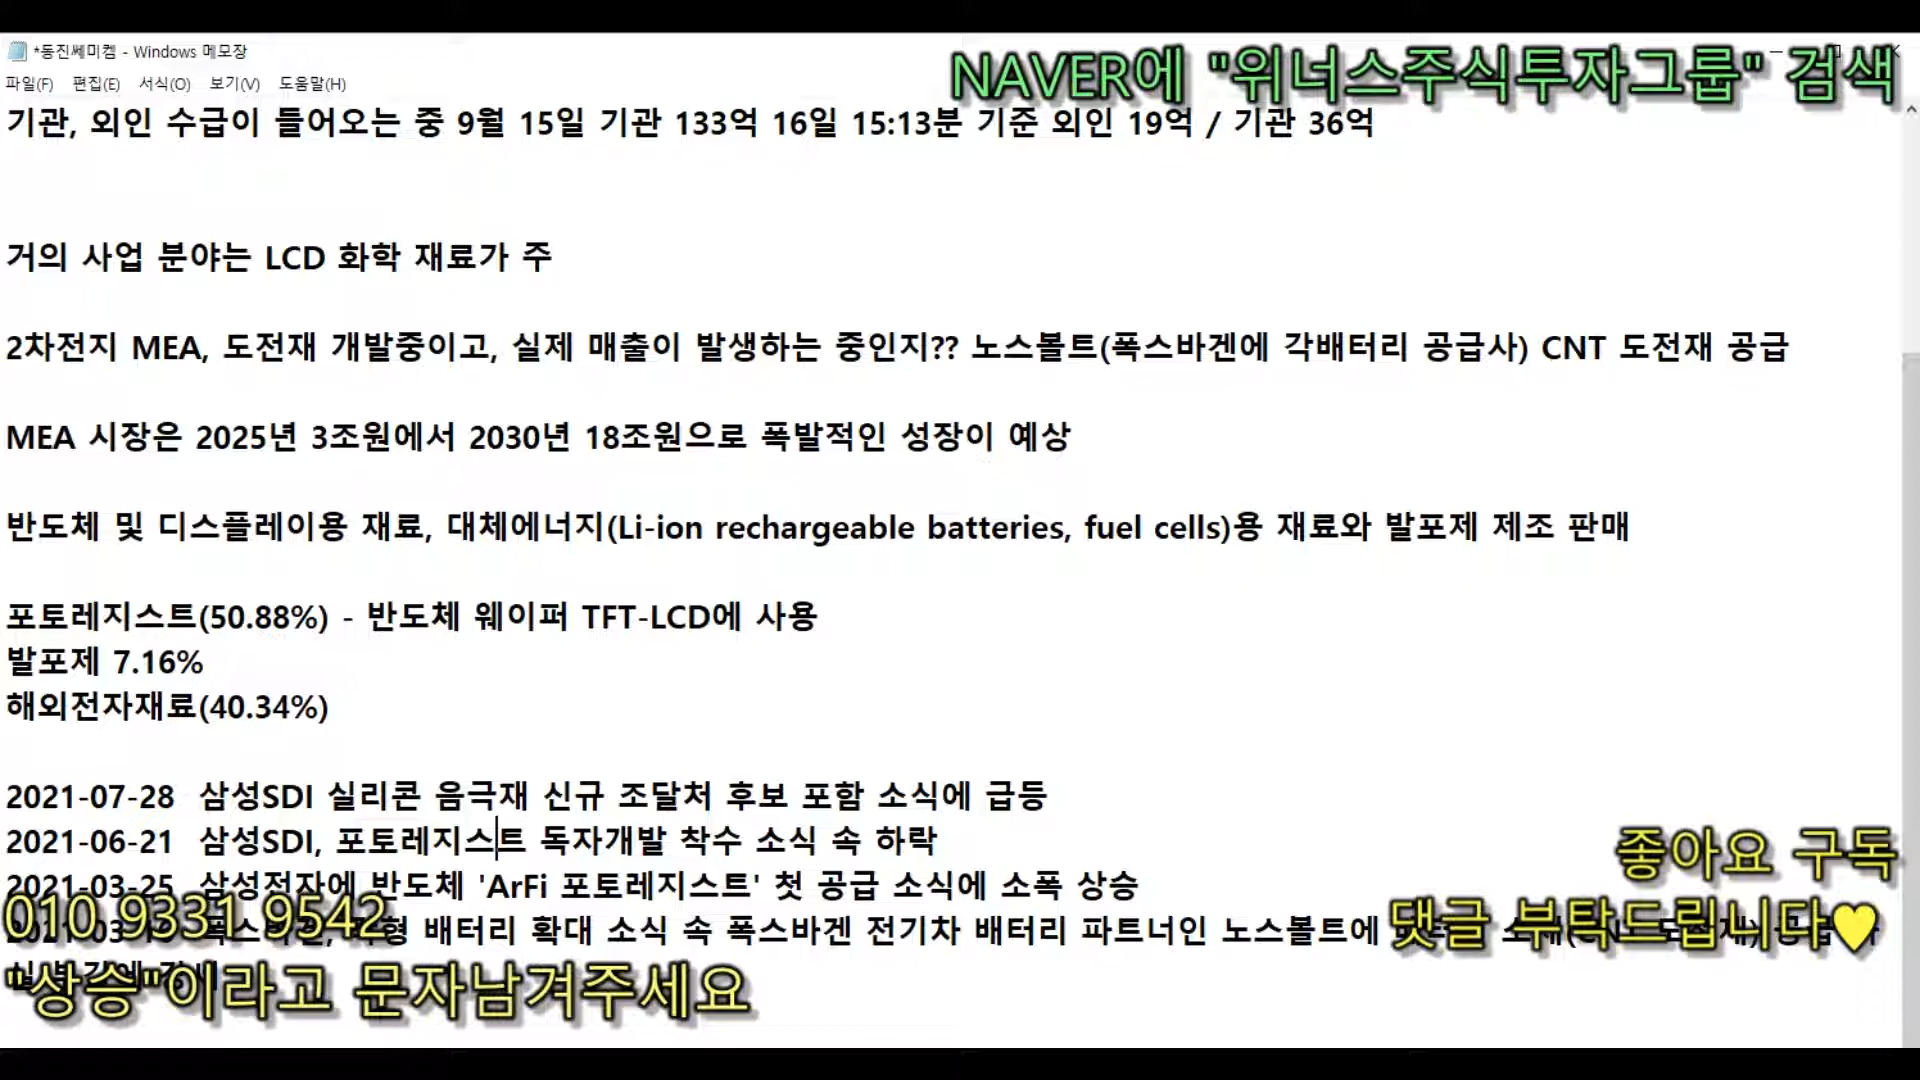 *동진쎄미켐 - Windows 메모장
파일(F) 편집(E) 서식(O) 보기(V) 도움말(H)
NAVER에 "위너스주식투자그룹" 검색
기관, 외인 수급이 들어오는 중 9월 15일 기관 133억 16일 15:13분 기준 외인 19억 / 기관 36억
거의 사업 분야는 LCD 화학 재료가 주
2차전지 MEA, 도전재 개발중이고, 실제 매출이 발생하는 중인지?? 노스볼트(폭스바겐에 각배터리 공급사) CNT 도전재 공급
MEA 시장은 2025년 3조원에서 2030년 18조원으로 폭발적인 성장이 예상
반도체 및 디스플레이용 재료, 대체에너지(Li-ion rechargeable batteries, fuel cells)용 재료와 발포제 제조 판매
포토레지스트(50.88%) - 반도체 웨이퍼 TFT-LCD에 사용
발포제 7.16%
해외전자재료(40.34%)
2021-07-28 삼성SDI 실리콘 음극재 신규 조달처 후보 포함 소식에 급등
2021-06-21 삼성SDI, 포토레지스트 독자개발 착수 소식 속 하락
2021-03-25 삼성전자에 반도체 'ArFi 포토레지스트' 첫 공급 소식에 소폭 상승
배터리 확대 소식 속 폭스바겐 전기차 배터리 파트너인 노스볼트에
좋아요 구독
댓글 부탁드립니다♥
010 9331 9542
"상승"이라고 문자남겨주세요